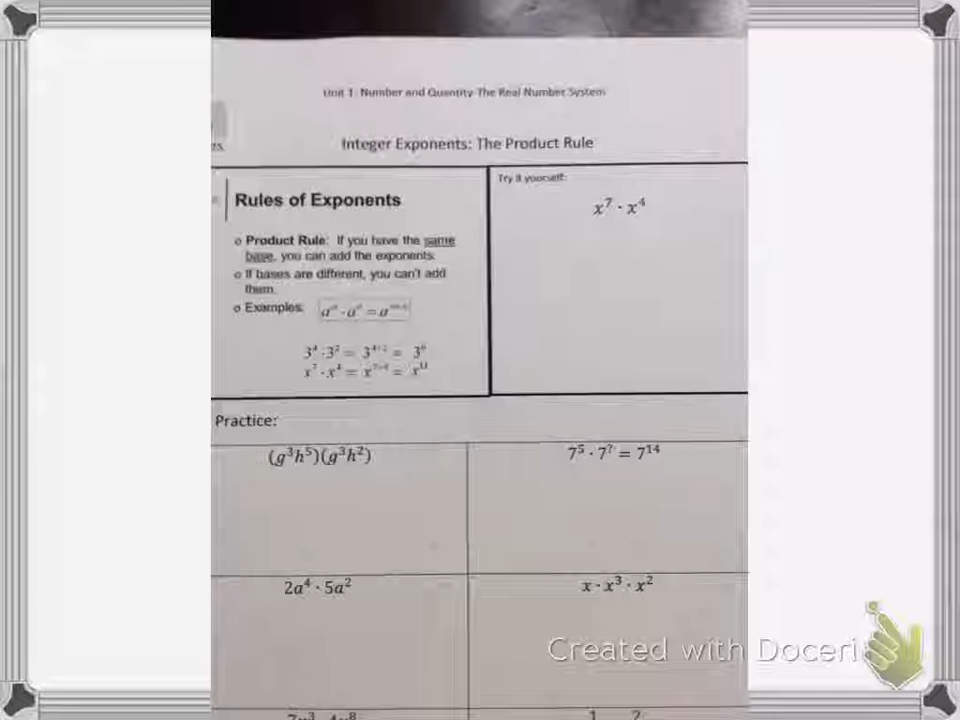 Unit 1: Number and Quantity-The Real Number System
Integer Exponents: The Product Rule
Rules of Exponents
o Product Rule: If you have the same
base, you can add the exponents.
o If bases are different, you can't add
them.
o Examples:
3⁴ · 3² = 3⁴⁺² = 3⁶
x⁷ · x⁴ = x⁷⁺⁴ = x¹¹
Try it yourself:
x⁷ · x⁴
Practice:
(g³h⁵)(g³h²)
7⁵ · 7^? = 7¹⁴
2a⁴ · 5a²
x · x³ · x²
Created with Doceri